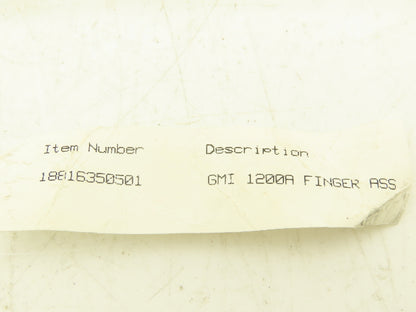 Item Number Description
18816350501 GMI 1200A FINGER ASS